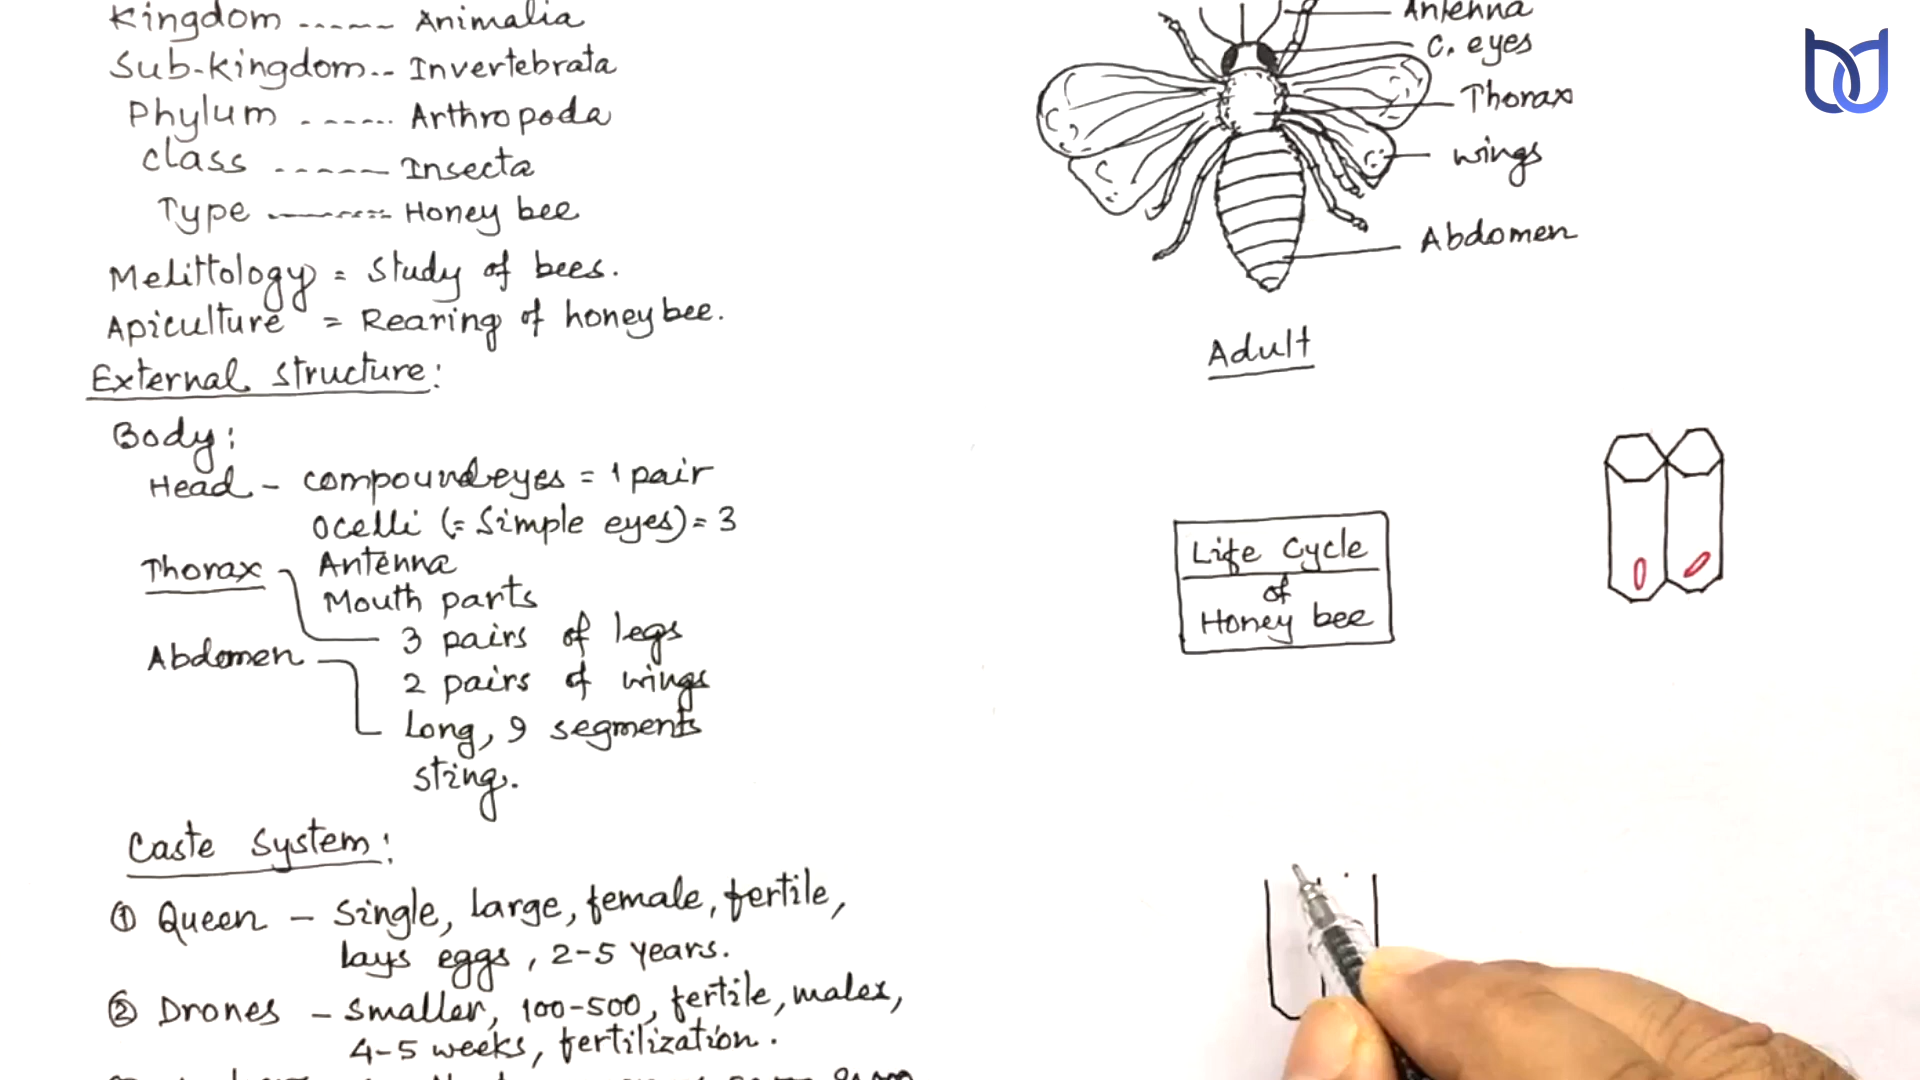 Kingdom ------ Animalia
Sub-kingdom-- Invertebrata
Phylum ------ Arthropoda
class ------ Insecta
Type ------ Honey bee
Melittology = Study of bees.
Apiculture = Rearing of honeybee.
External structure:
Body:
Head - compound eyes = 1 pair
Ocelli (= Simple eyes) = 3
Antenna
Mouth parts
Thorax
3 pairs of legs
2 pairs of wings
Abdomen
Long, 9 segments
sting.
Caste system:
① Queen - Single, large, female, fertile,
lays eggs, 2-5 years.
② Drones - Smaller, 100-500, fertile, males,
4-5 weeks, fertilization.
Antenna
C. eyes
Thorax
wings
Abdomen
Adult
Life Cycle
of
Honey bee